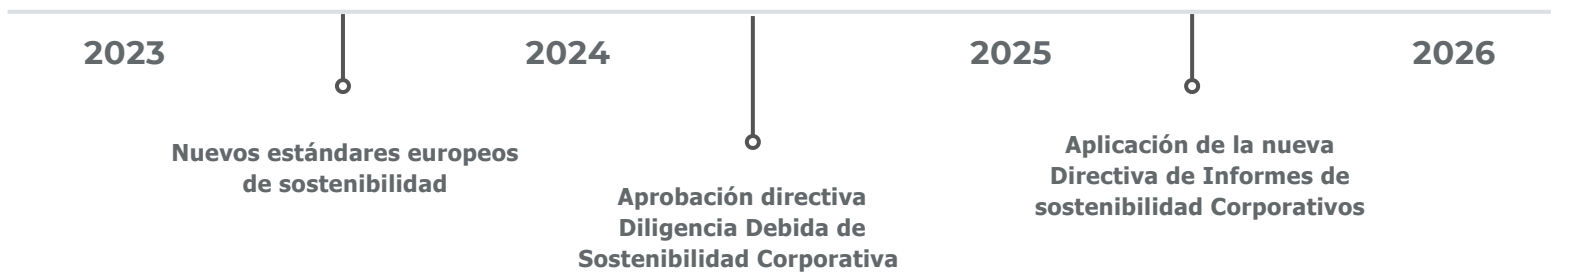 2023
2024
2025
2026
Nuevos estándares europeos
de sostenibilidad
Aprobación directiva
Diligencia Debida de
Sostenibilidad Corporativa
Aplicación de la nueva
Directiva de Informes de
sostenibilidad Corporativos